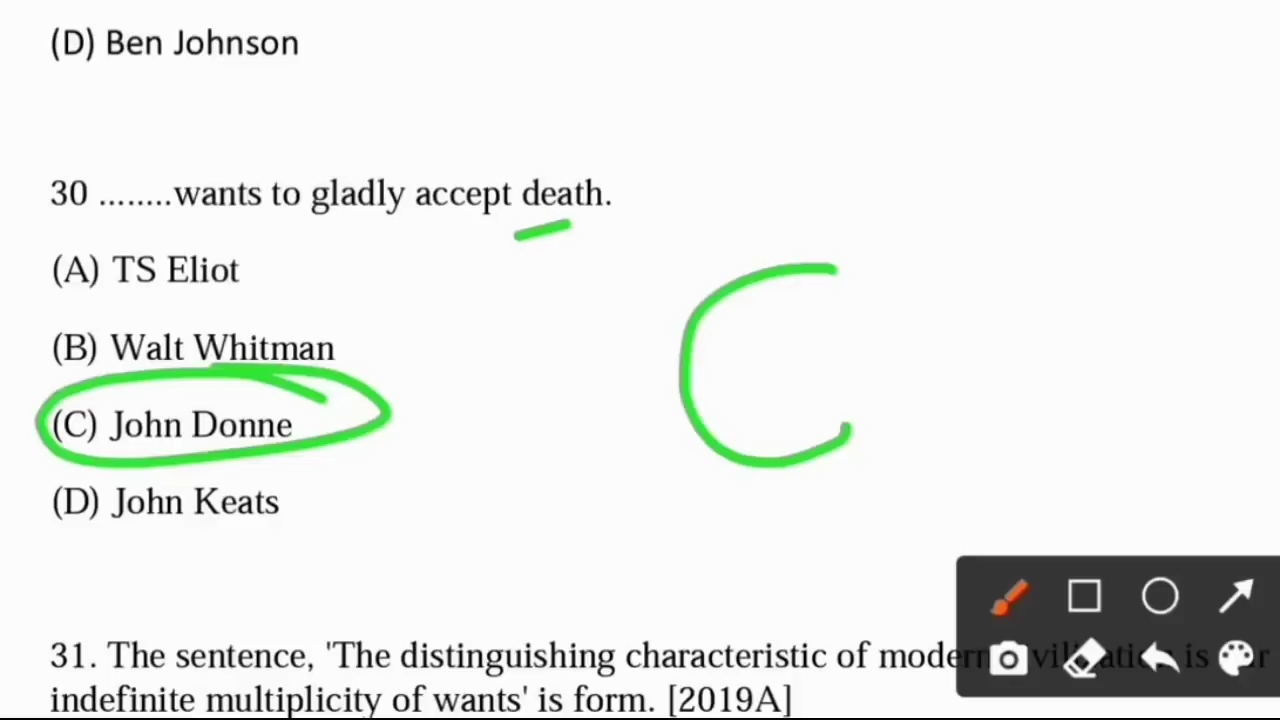 (D) Ben Johnson
30 ........wants to gladly accept death.
(A) TS Eliot
(B) Walt Whitman
(C) John Donne
C
(D) John Keats
31. The sentence, 'The distinguishing characteristic of modern is
indefinite multiplicity of wants' is form. [2019A]